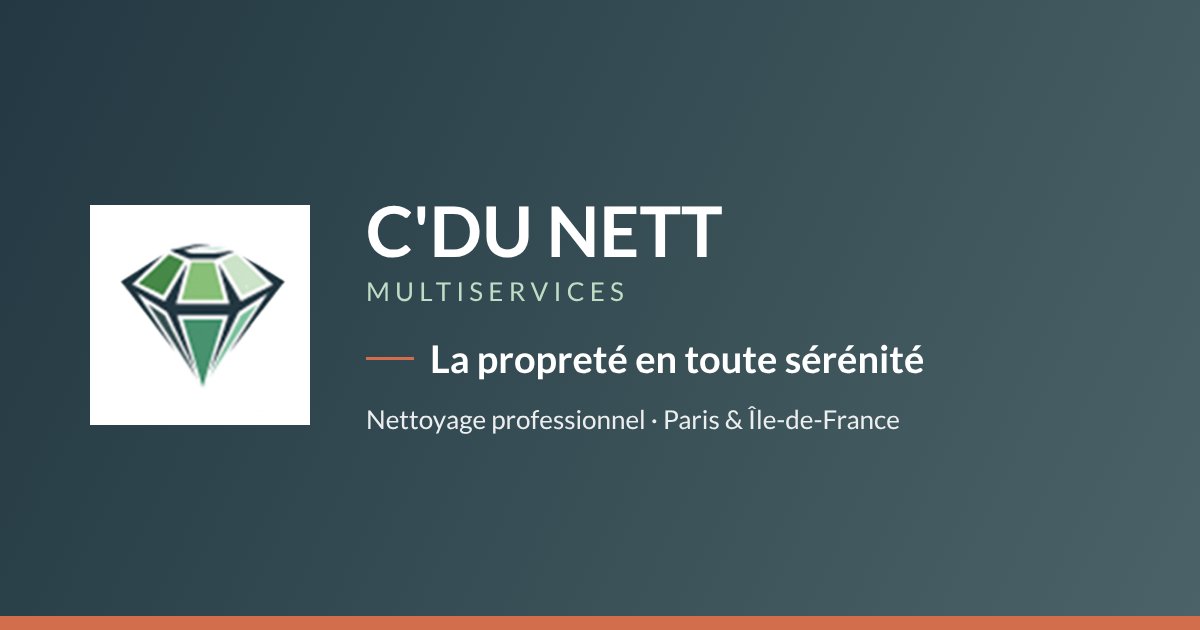 C'DU NETT
MULTISERVICES
La propreté en toute sérénité
Nettoyage professionnel · Paris & Île-de-France